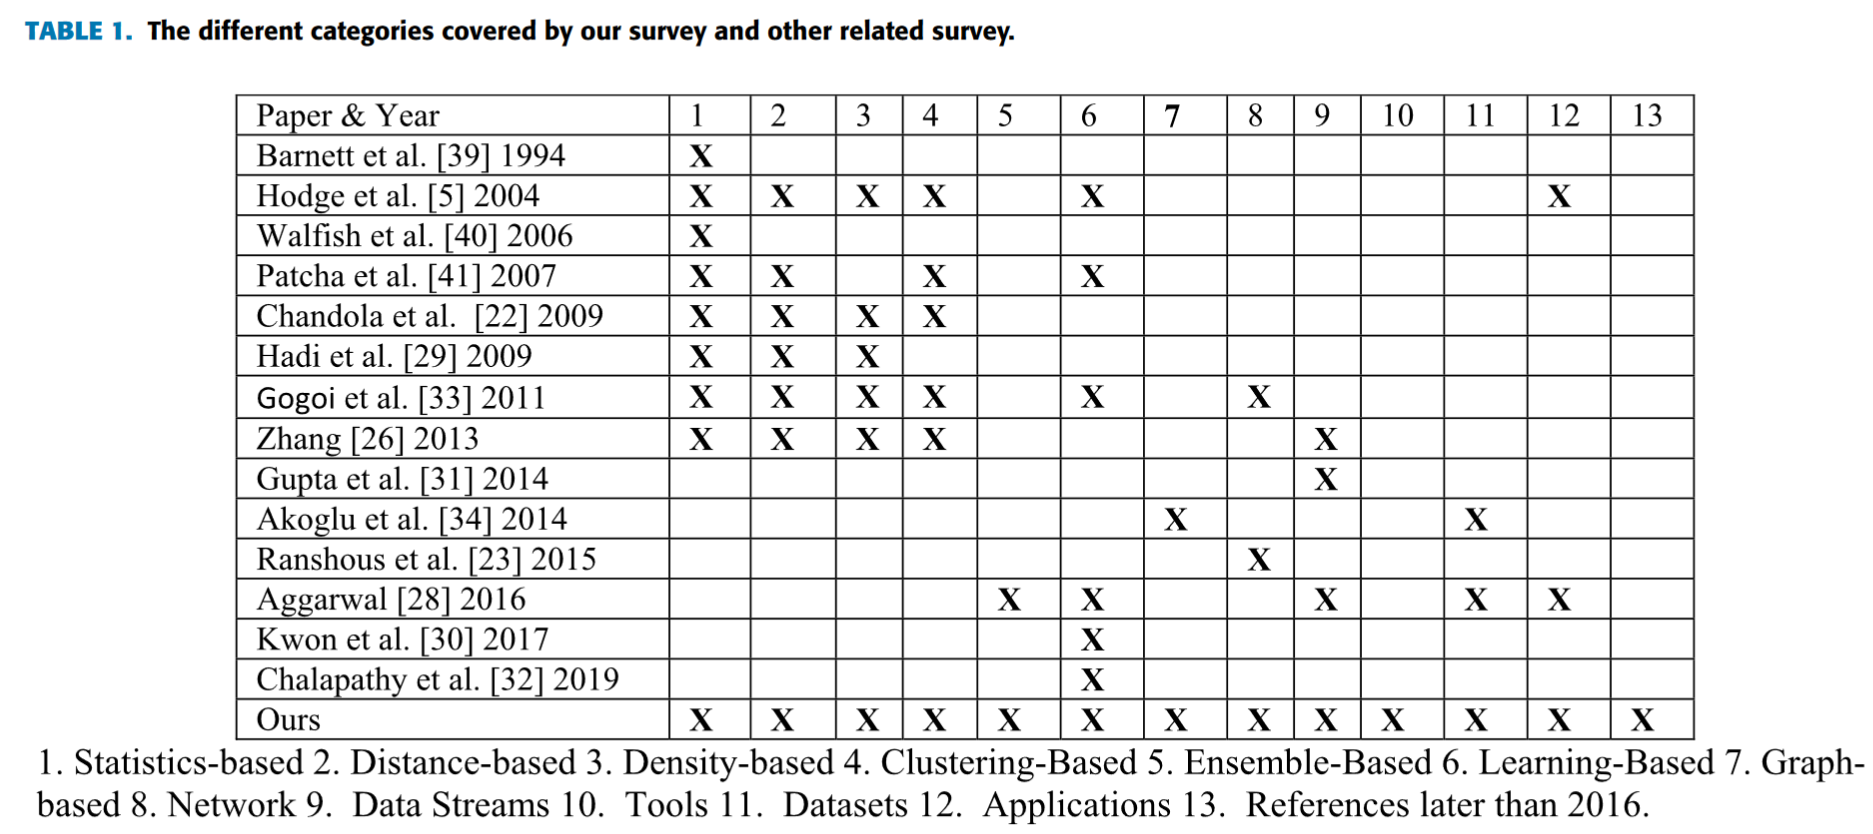 TABLE 1. The different categories covered by our survey and other related survey.
Paper & Year 1 2 3 4 5 6 7 8 9 10 11 12 13
Barnett et al. [39] 1994 X
Hodge et al. [5] 2004 X X X X X X
Walfish et al. [40] 2006 X
Patcha et al. [41] 2007 X X X X
Chandola et al. [22] 2009 X X X X
Hadi et al. [29] 2009 X X X
Gogoi et al. [33] 2011 X X X X X X
Zhang [26] 2013 X X X X X
Gupta et al. [31] 2014 X
Akoglu et al. [34] 2014 X X
Ranshous et al. [23] 2015 X
Aggarwal [28] 2016 X X X X X
Kwon et al. [30] 2017 X
Chalapathy et al. [32] 2019 X
Ours X X X X X X X X X X X X X
1. Statistics-based 2. Distance-based 3. Density-based 4. Clustering-Based 5. Ensemble-Based 6. Learning-Based 7. Graph-
based 8. Network 9. Data Streams 10. Tools 11. Datasets 12. Applications 13. References later than 2016.